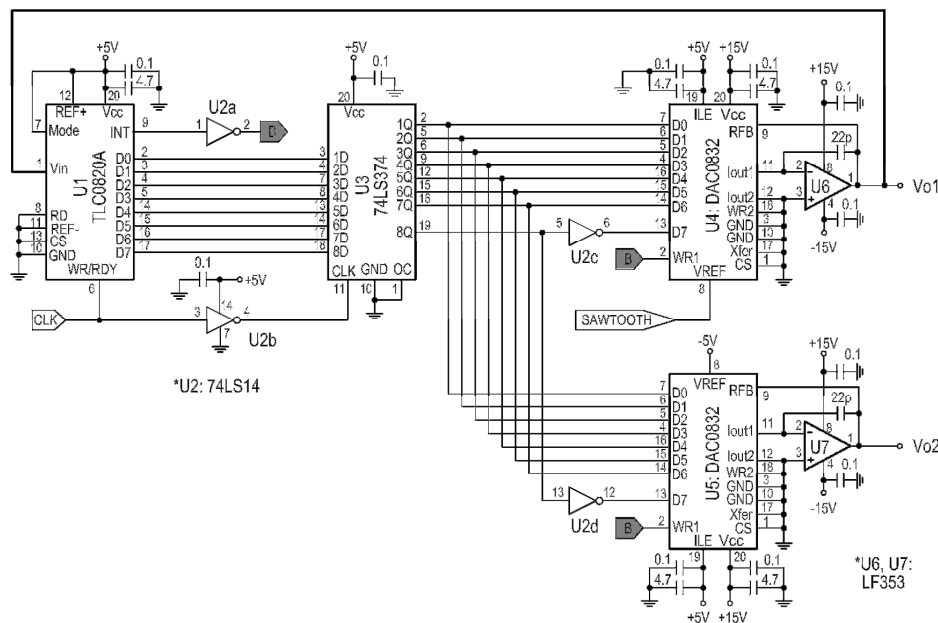 +5V
0.1
4.7
12
20
REF+
Vcc
7
Mode
INT
9
U2a
1
2
B
1
Vin
U1
TLC0820A
D0 2
D1 3
D2 4
D3 5
D4 14
D5 15
D6 16
D7 17
8 RD
11 REF-
13 CS
10 GND
WR/RDY
6
CLK
0.1
+5V
14
3
4
7
U2b
*U2: 74LS14
+5V
0.1
20
Vcc
U3
74LS374
3 1D
4 2D
7 3D
8 4D
13 5D
14 6D
17 7D
18 8D
1Q 2
2Q 5
3Q 6
4Q 9
5Q 12
6Q 15
7Q 16
8Q 19
CLK GND OC
11
10
1
5
6
U2c
B
SAWTOOTH
+5V +15V
0.1
4.7
0.1
4.7
19
20
ILE Vcc
7 D0
6 D1
5 D2
4 D3
16 D4
15 D5
14 D6
13 D7
2 WR1
VREF
8
U4: DAC0832
RFB
9
Iout1
11
Iout2
12
WR2
18
GND
3
GND
10
Xfer
17
CS
1
+15V
0.1
22p
2
8
1
3
U6
4
0.1
-15V
Vo1
-5V
8
VREF
7 D0
6 D1
5 D2
4 D3
16 D4
15 D5
14 D6
13 D7
2 WR1
13
12
U2d
B
U5: DAC0832
RFB
9
Iout1
11
Iout2
12
WR2
18
GND
3
GND
10
Xfer
17
CS
1
ILE Vcc
19
20
0.1
4.7
0.1
4.7
+5V +15V
+15V
0.1
22p
2
8
1
3
U7
4
0.1
-15V
Vo2
*U6, U7:
LF353